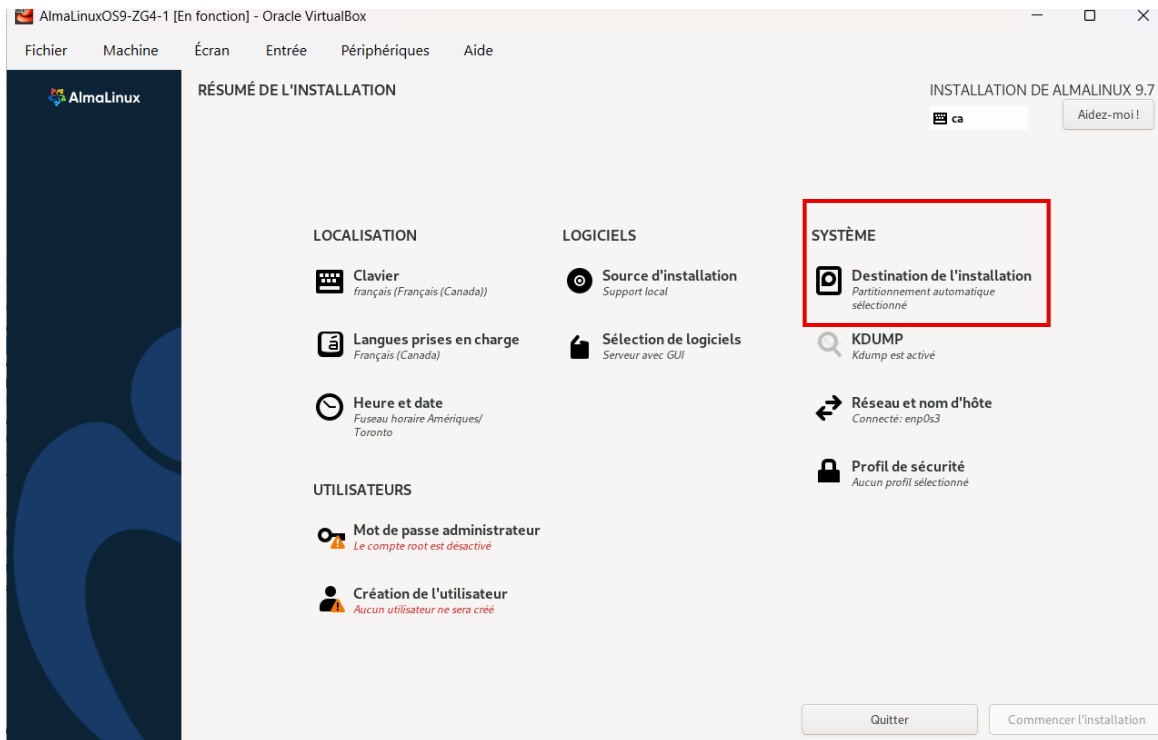 AlmaLinuxOS9-ZG4-1 [En fonction] - Oracle VirtualBox
Fichier Machine Écran Entrée Périphériques Aide
AlmaLinux
RÉSUMÉ DE L'INSTALLATION
INSTALLATION DE ALMALINUX 9.7
ca
Aidez-moi !
LOCALISATION
Clavier
français (Français (Canada))
Langues prises en charge
Français (Canada)
Heure et date
Fuseau horaire Amériques/
Toronto
LOGICIELS
Source d'installation
Support local
Sélection de logiciels
Serveur avec GUI
SYSTÈME
Destination de l'installation
Partitionnement automatique
sélectionné
KDUMP
Kdump est activé
Réseau et nom d'hôte
Connecté: enp0s3
Profil de sécurité
Aucun profil sélectionné
UTILISATEURS
Mot de passe administrateur
Le compte root est désactivé
Création de l'utilisateur
Aucun utilisateur ne sera créé
Quitter
Commencer l'installation